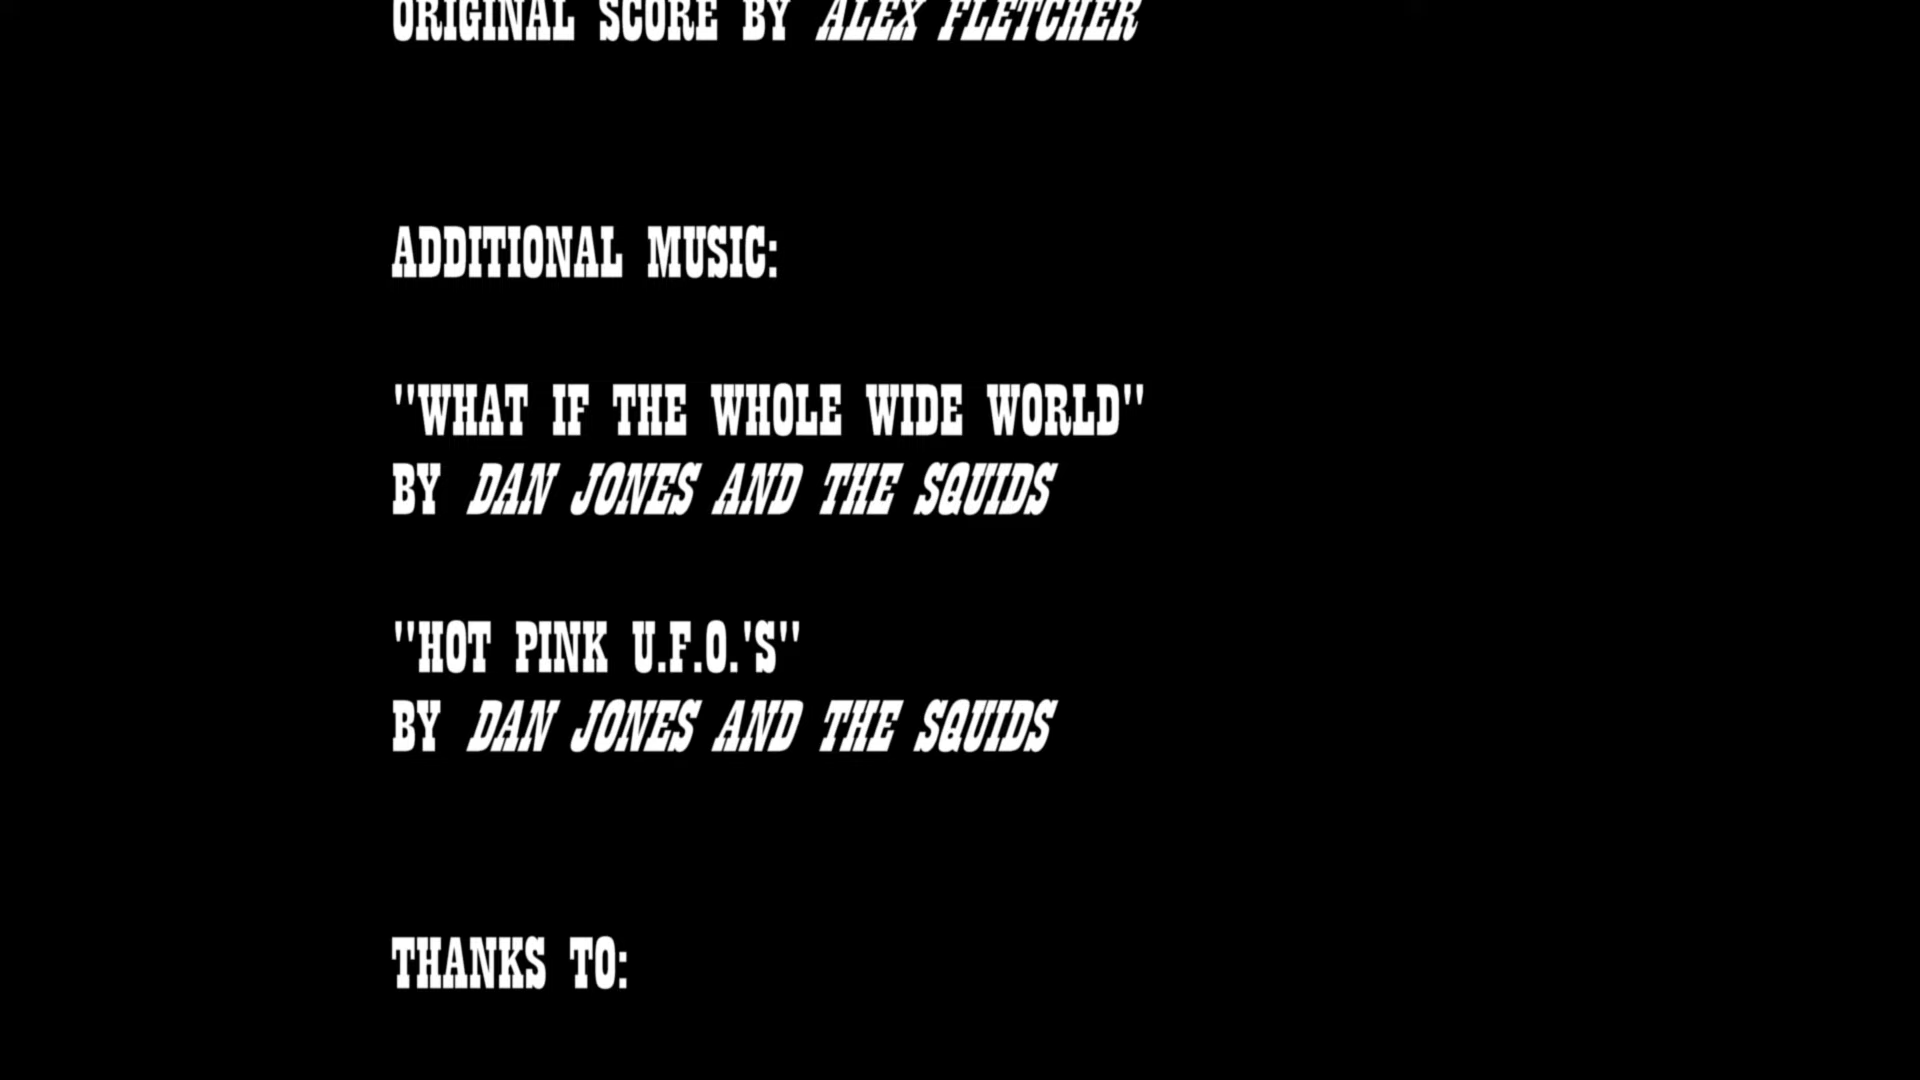 ORIGINAL SCORE BY ALEX FLETCHER
ADDITIONAL MUSIC:
"WHAT IF THE WHOLE WIDE WORLD"
BY DAN JONES AND THE SQUIDS
"HOT PINK U.F.O.'S"
BY DAN JONES AND THE SQUIDS
THANKS TO: